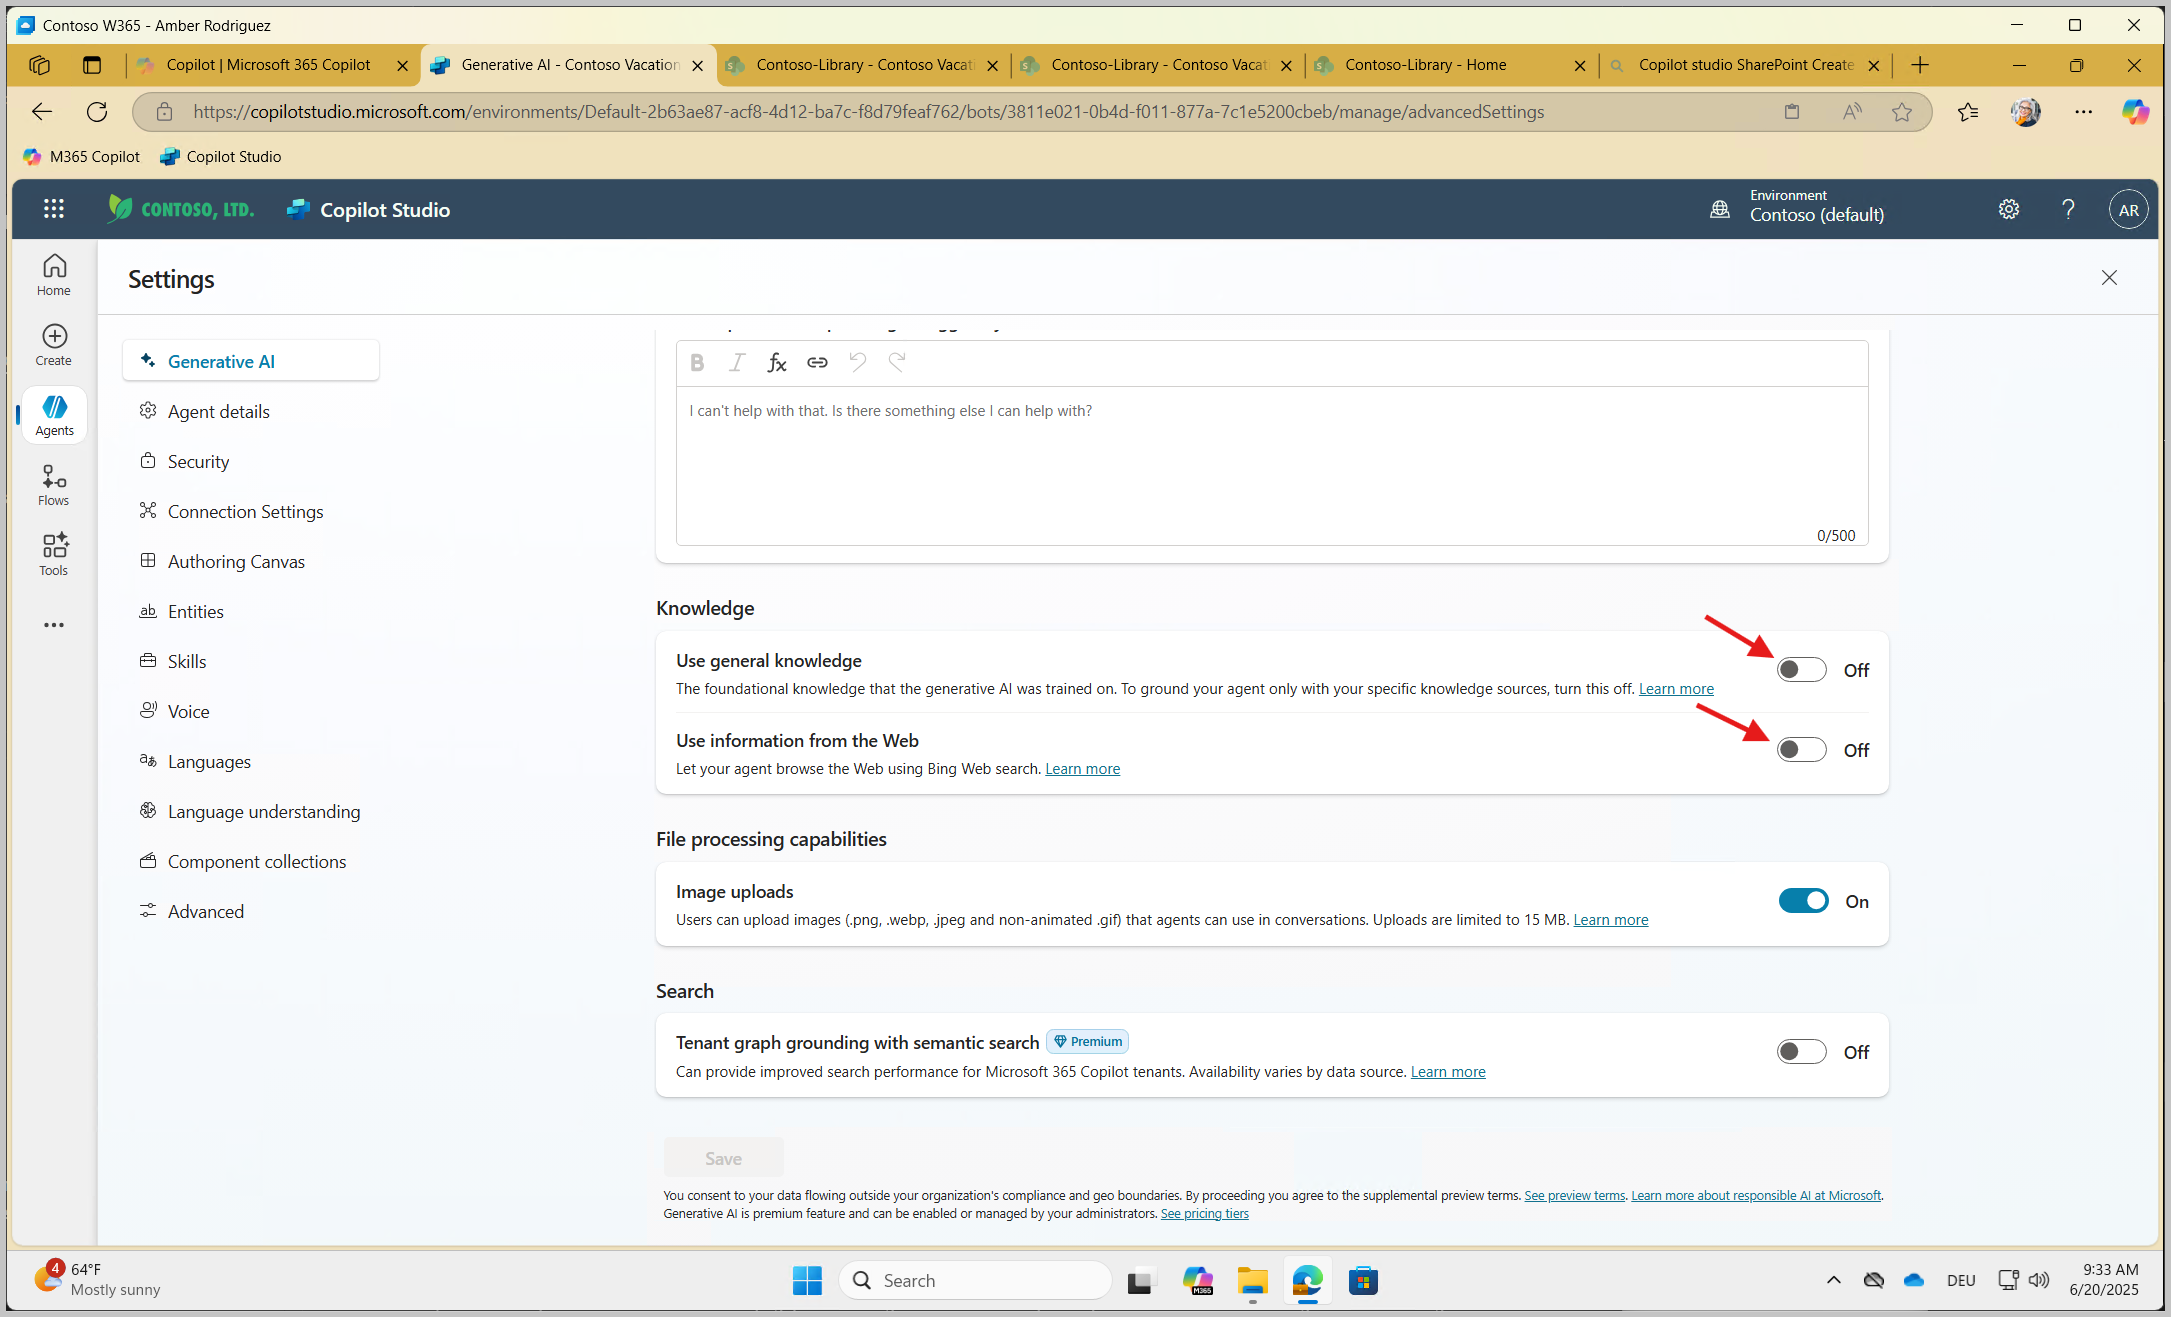 Contoso W365 - Amber Rodriguez
Copilot | Microsoft 365 Copilot
Generative AI - Contoso Vacation
Contoso-Library - Contoso Vacati
Contoso-Library - Contoso Vacat
Contoso-Library - Home
Copilot studio SharePoint Create
https://copilotstudio.microsoft.com/environments/Default-2b63ae87-acf8-4d12-ba7c-f8d79feaf762/bots/3811e021-0b4d-f011-877a-7c1e5200cbeb/manage/advancedSettings
M365 Copilot
Copilot Studio
CONTOSO, LTD.
Copilot Studio
Environment
Contoso (default)
AR
Home
Create
Agents
Flows
Tools
Settings
Generative AI
Agent details
Security
Connection Settings
Authoring Canvas
Entities
Skills
Voice
Languages
Language understanding
Component collections
Advanced
I can't help with that. Is there something else I can help with?
0/500
Knowledge
Use general knowledge
The foundational knowledge that the generative AI was trained on. To ground your agent only with your specific knowledge sources, turn this off. Learn more
Off
Use information from the Web
Let your agent browse the Web using Bing Web search. Learn more
Off
File processing capabilities
Image uploads
Users can upload images (.png, .webp, .jpeg and non-animated .gif) that agents can use in conversations. Uploads are limited to 15 MB. Learn more
On
Search
Tenant graph grounding with semantic search Premium
Can provide improved search performance for Microsoft 365 Copilot tenants. Availability varies by data source. Learn more
Off
Save
You consent to your data flowing outside your organization's compliance and geo boundaries. By proceeding you agree to the supplemental preview terms. See preview terms. Learn more about responsible AI at Microsoft.
Generative AI is premium feature and can be enabled or managed by your administrators. See pricing tiers
4
64°F
Mostly sunny
Search
M365
DEU
9:33 AM
6/20/2025